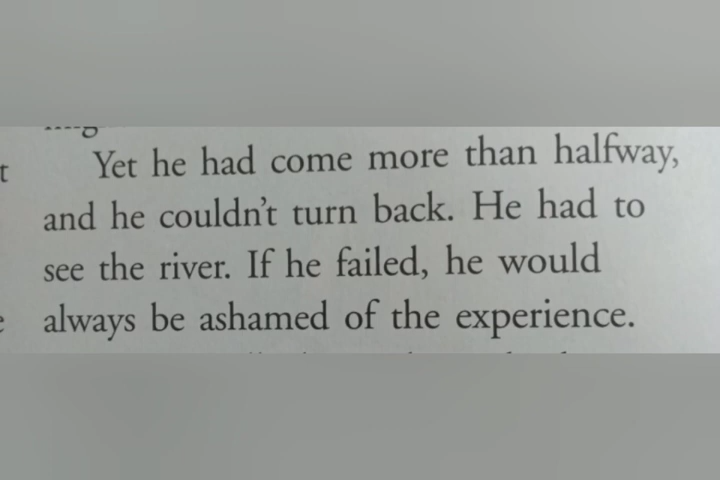 Yet he had come more than halfway,
and he couldn't turn back. He had to
see the river. If he failed, he would
always be ashamed of the experience.